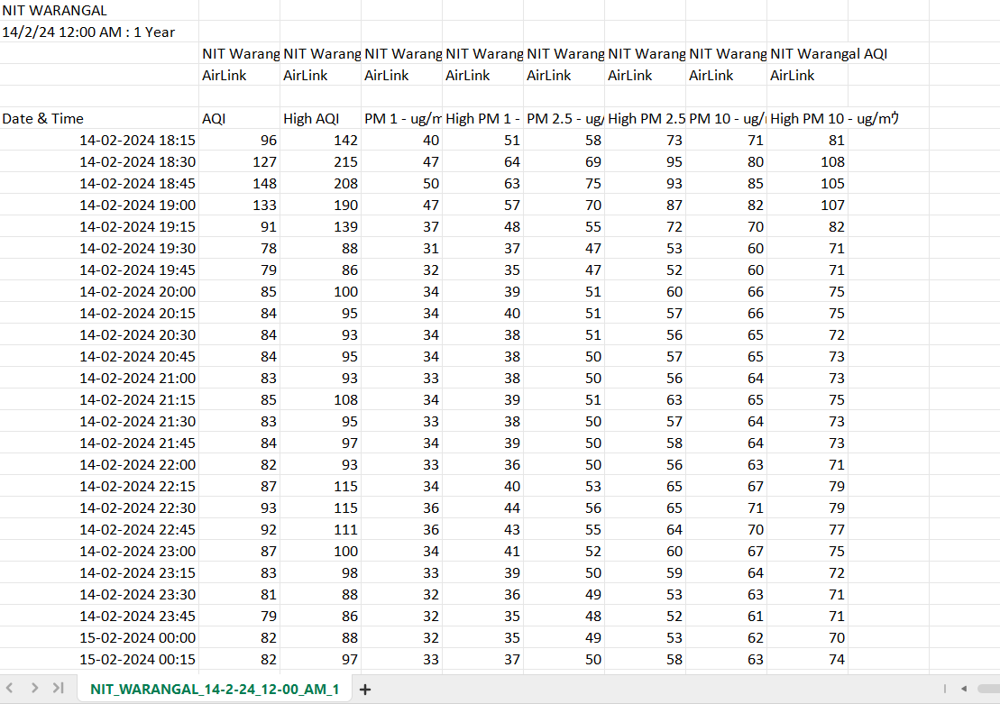 NIT WARANGAL
14/2/24 12:00 AM : 1 Year
NIT Warang NIT Warang NIT Warang NIT Warang NIT Warang NIT Warang NIT Warang NIT Warangal AQI
AirLink AirLink AirLink AirLink AirLink AirLink AirLink AirLink
Date & Time AQI High AQI PM 1 - ug/m High PM 1 - PM 2.5 - ug/ High PM 2.5 PM 10 - ug/ High PM 10 - ug/mｳ
14-02-2024 18:15 96 142 40 51 58 73 71 81
14-02-2024 18:30 127 215 47 64 69 95 80 108
14-02-2024 18:45 148 208 50 63 75 93 85 105
14-02-2024 19:00 133 190 47 57 70 87 82 107
14-02-2024 19:15 91 139 37 48 55 72 70 82
14-02-2024 19:30 78 88 31 37 47 53 60 71
14-02-2024 19:45 79 86 32 35 47 52 60 71
14-02-2024 20:00 85 100 34 39 51 60 66 75
14-02-2024 20:15 84 95 34 40 51 57 66 75
14-02-2024 20:30 84 93 34 38 51 56 65 72
14-02-2024 20:45 84 95 34 38 50 57 65 73
14-02-2024 21:00 83 93 33 38 50 56 64 73
14-02-2024 21:15 85 108 34 39 51 63 65 75
14-02-2024 21:30 83 95 33 38 50 57 64 73
14-02-2024 21:45 84 97 34 39 50 58 64 73
14-02-2024 22:00 82 93 33 36 50 56 63 71
14-02-2024 22:15 87 115 34 40 53 65 67 79
14-02-2024 22:30 93 115 36 44 56 65 71 79
14-02-2024 22:45 92 111 36 43 55 64 70 77
14-02-2024 23:00 87 100 34 41 52 60 67 75
14-02-2024 23:15 83 98 33 39 50 59 64 72
14-02-2024 23:30 81 88 32 36 49 53 63 71
14-02-2024 23:45 79 86 32 35 48 52 61 71
15-02-2024 00:00 82 88 32 35 49 53 62 70
15-02-2024 00:15 82 97 33 37 50 58 63 74
NIT_WARANGAL_14-2-24_12-00_AM_1